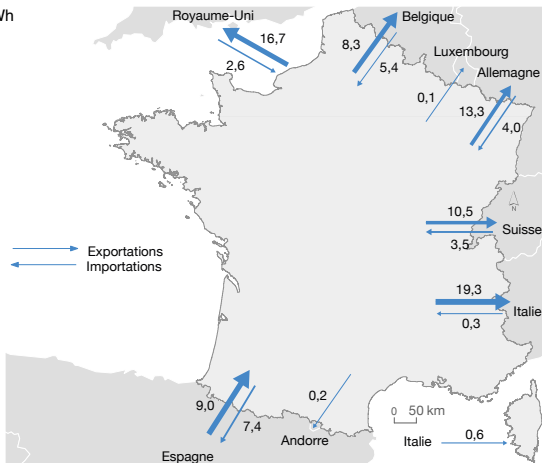 Wh
Royaume-Uni
16,7
2,6
Belgique
8,3
5,4
Luxembourg
0,1
Allemagne
13,3
4,0
N
10,5
Suisse
3,5
Exportations
Importations
19,3
Italie
0,3
9,0
7,4
Espagne
0,2
Andorre
0 50 km
Italie
0,6